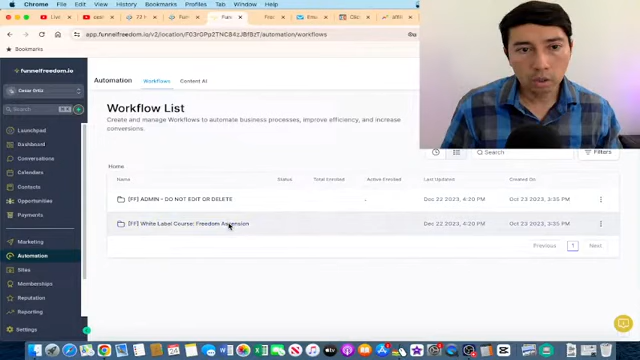 Chrome File Edit View History Bookmarks Profiles Tab Window Help
app.funnelfreedom.io/v2/location/F03rOPp2TNC84zJBfBzT/automation/workflows
Bookmarks
funnelfreedom.io
Automation
Workflows
Content AI
Cesar Ortiz
Search
Launchpad
Dashboard
Conversations
Calendars
Contacts
Opportunities
Payments
Marketing
Automation
Sites
Memberships
Reputation
Reporting
Settings
Workflow List
Create and manage Workflows to automate business processes, improve efficiency, and increase
conversions.
Search
Filters
Home
Name Status Total Enrolled Active Enrolled Last Updated Created On
[FF] ADMIN - DO NOT EDIT OR DELETE Dec 22 2023, 4:20 PM Oct 23 2023, 3:35 PM
[FF] White Label Course: Freedom Ascension Dec 22 2023, 4:20 PM Oct 23 2023, 3:35 PM
Previous 1 Next